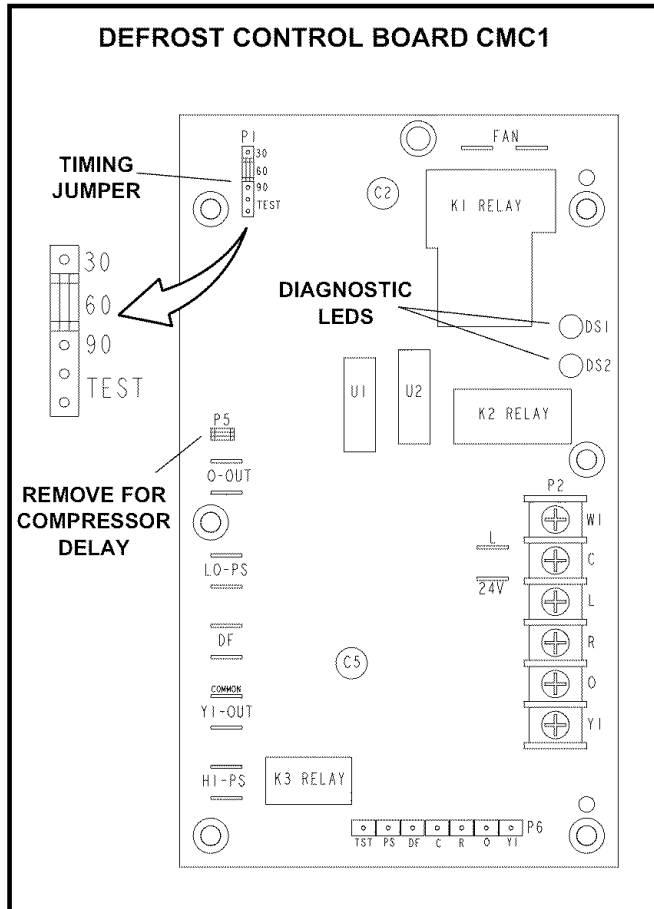 DEFROST CONTROL BOARD CMC1
P1
30
60
90
TEST
TIMING
JUMPER
FAN
C2
K1 RELAY
30
60
90
TEST
DIAGNOSTIC
LEDS
DS1
DS2
U1
U2
K2 RELAY
P5
O-OUT
REMOVE FOR
COMPRESSOR
DELAY
P2
W1
C
L
R
O
Y1
L
24V
LO-PS
DF
C5
COMMON
Y1-OUT
HI-PS
K3 RELAY
P6
TST PS DF C R O Y1